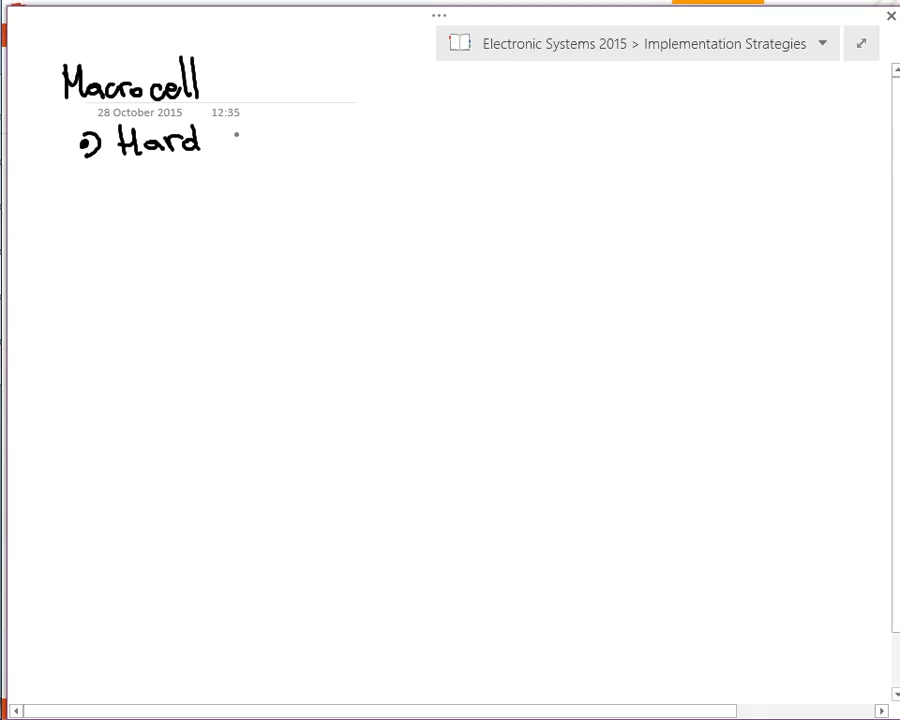 Electronic Systems 2015 > Implementation Strategies
Macrocell
28 October 2015 12:35
•) Hard